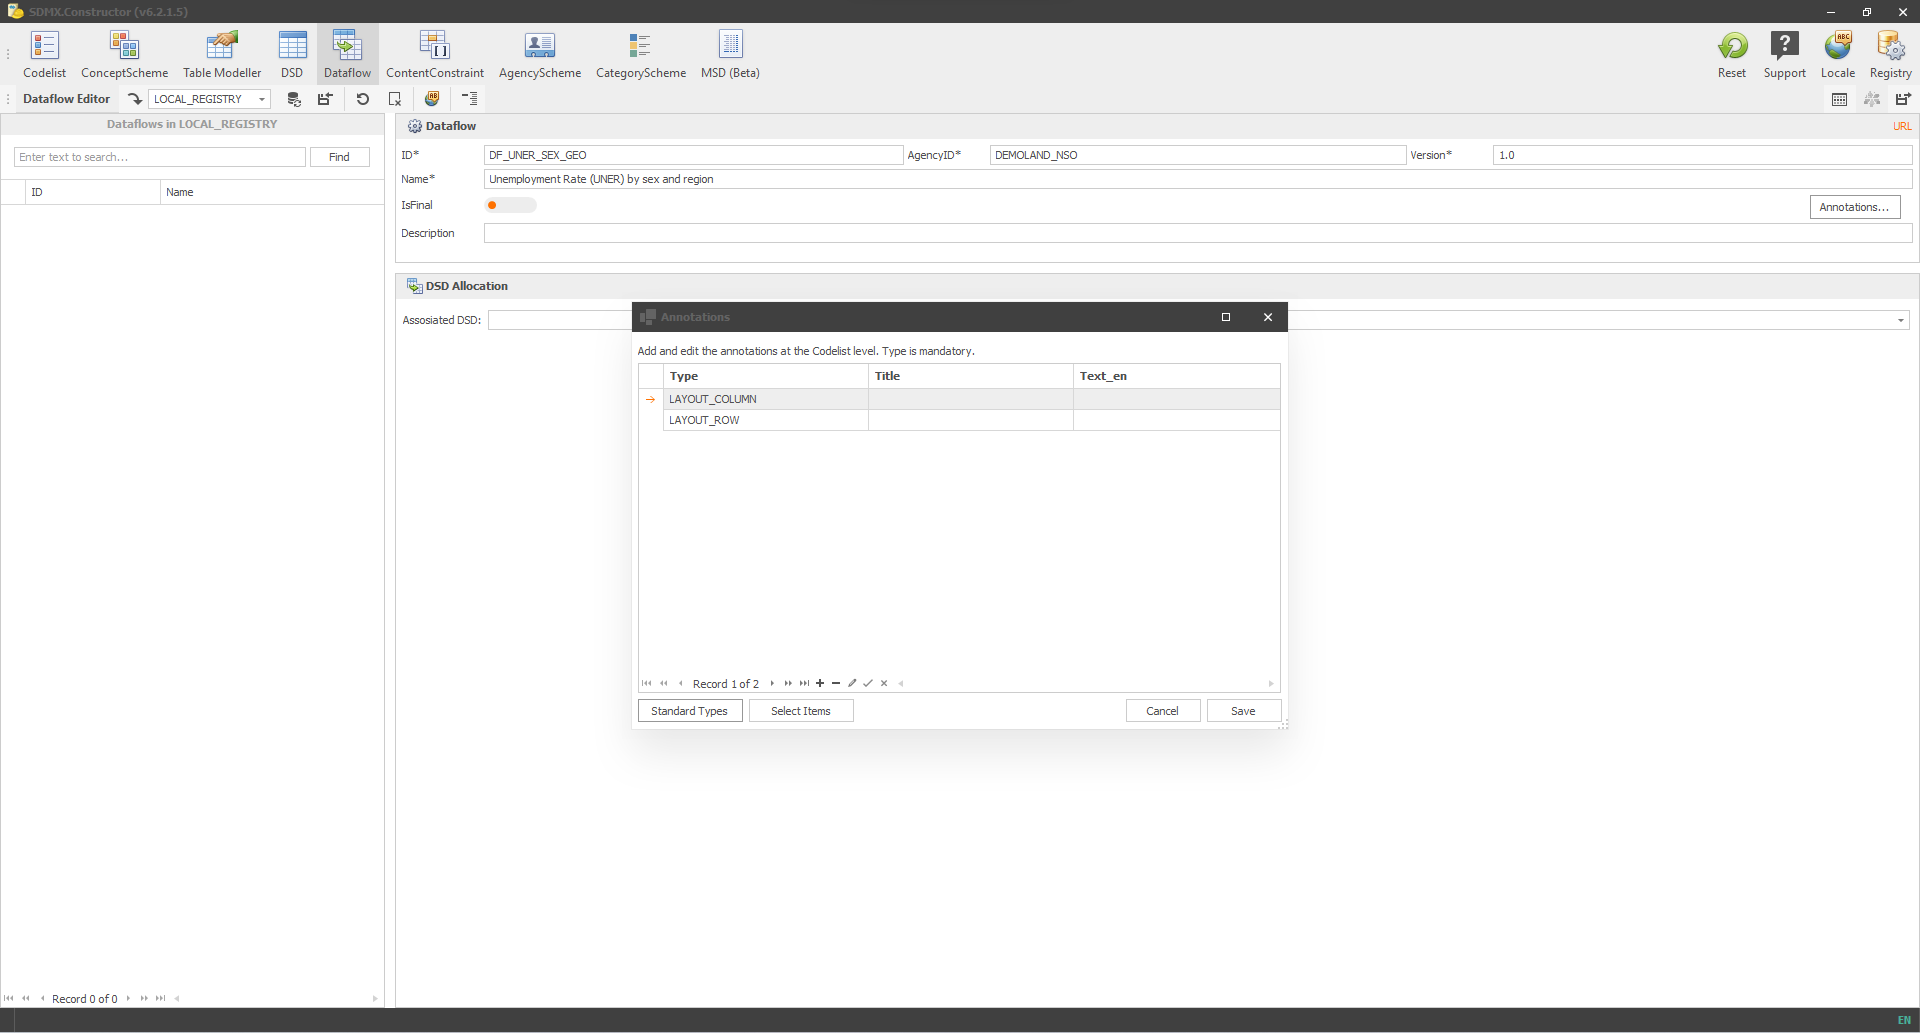 SDMX.Constructor (v6.2.1.5)
Codelist
ConceptScheme
Table Modeller
DSD
Dataflow
ContentConstraint
AgencyScheme
CategoryScheme
MSD (Beta)
Reset
Support
Locale
Registry
Dataflow Editor
LOCAL_REGISTRY
Dataflows in LOCAL_REGISTRY
Enter text to search...
Find
ID
Name
Record 0 of 0
Dataflow
URL
ID*
DF_UNER_SEX_GEO
AgencyID*
DEMOLAND_NSO
Version*
1.0
Name*
Unemployment Rate (UNER) by sex and region
IsFinal
Annotations...
Description
DSD Allocation
Assosiated DSD:
Annotations
Add and edit the annotations at the Codelist level. Type is mandatory.
Type
Title
Text_en
LAYOUT_COLUMN
LAYOUT_ROW
Record 1 of 2
Standard Types
Select Items
Cancel
Save
EN